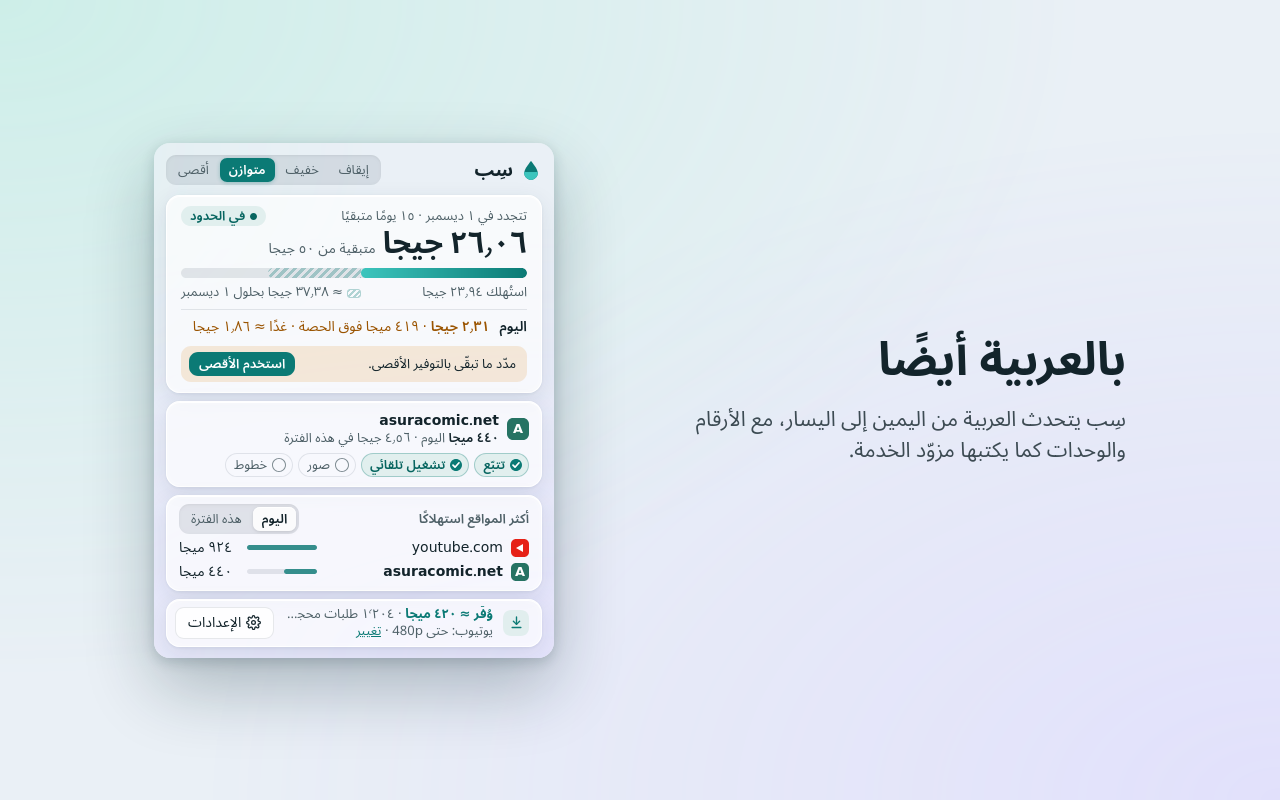 سِب
إيقاف خفيف متوازن أقصى
تتجدد في ١ ديسمبر · ١٥ يومًا متبقيًا
في الحدود
٢٦٫٠٦ جيجا متبقية من ٥٠ جيجا
استُهلك ٢٣٫٩٤ جيجا
≈ ٣٧٫٣٨ جيجا بحلول ١ ديسمبر
اليوم ٢٫٣١ جيجا · ٤١٩ ميجا فوق الحصة · غدًا ≈ ١٫٨٦ جيجا
مدّد ما تبقّى بالتوفير الأقصى.
استخدم الأقصى
A
asuracomic.net
٤٤٠ ميجا اليوم · ٤٫٥٦ جيجا في هذه الفترة
تتبّع تشغيل تلقائي صور خطوط
أكثر المواقع استهلاكًا
اليوم هذه الفترة
youtube.com ٩٢٤ ميجا
A asuracomic.net ٤٤٠ ميجا
وُفّر ≈ ٤٢٠ ميجا · ١٬٢٠٤ طلبات محج...
يوتيوب: حتى 480p · تغيير
الإعدادات
بالعربية أيضًا
سِب يتحدث العربية من اليمين إلى اليسار، مع الأرقام
والوحدات كما يكتبها مزوّد الخدمة.